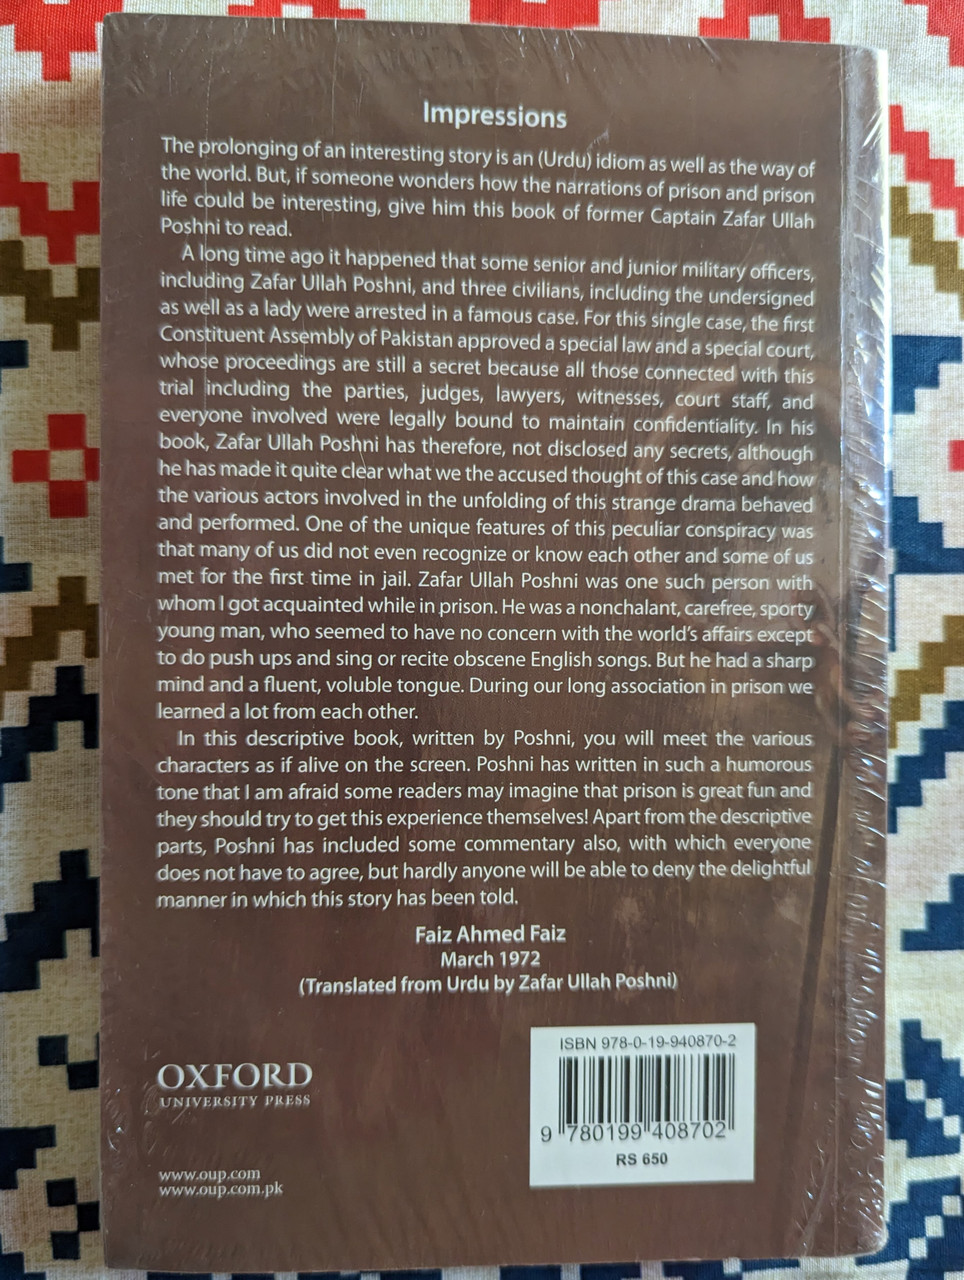 Impressions
The prolonging of an interesting story is an (Urdu) idiom as well as the way of
the world. But, if someone wonders how the narrations of prison and prison
life could be interesting, give him this book of former Captain Zafar Ullah
Poshni to read.
A long time ago it happened that some senior and junior military officers,
including Zafar Ullah Poshni, and three civilians, including the undersigned
as well as a lady were arrested in a famous case. For this single case, the first
Constituent Assembly of Pakistan approved a special law and a special court,
whose proceedings are still a secret because all those connected with this
trial including the parties, judges, lawyers, witnesses, court staff, and
everyone involved were legally bound to maintain confidentiality. In his
book, Zafar Ullah Poshni has therefore, not disclosed any secrets, although
he has made it quite clear what we the accused thought of this case and how
the various actors involved in the unfolding of this strange drama behaved
and performed. One of the unique features of this peculiar conspiracy was
that many of us did not even recognize or know each other and some of us
met for the first time in jail. Zafar Ullah Poshni was one such person with
whom I got acquainted while in prison. He was a nonchalant, carefree, sporty
young man, who seemed to have no concern with the world's affairs except
to do push ups and sing or recite obscene English songs. But he had a sharp
mind and a fluent, voluble tongue. During our long association in prison we
learned a lot from each other.
In this descriptive book, written by Poshni, you will meet the various
characters as if alive on the screen. Poshni has written in such a humorous
tone that I am afraid some readers may imagine that prison is great fun and
they should try to get this experience themselves! Apart from the descriptive
parts, Poshni has included some commentary also, with which everyone
does not have to agree, but hardly anyone will be able to deny the delightful
manner in which this story has been told.
Faiz Ahmed Faiz
March 1972
(Translated from Urdu by Zafar Ullah Poshni)
ISBN 978-0-19-940870-2
9 780199 408702
RS 650
OXFORD
UNIVERSITY PRESS
www.oup.com
www.oup.com.pk